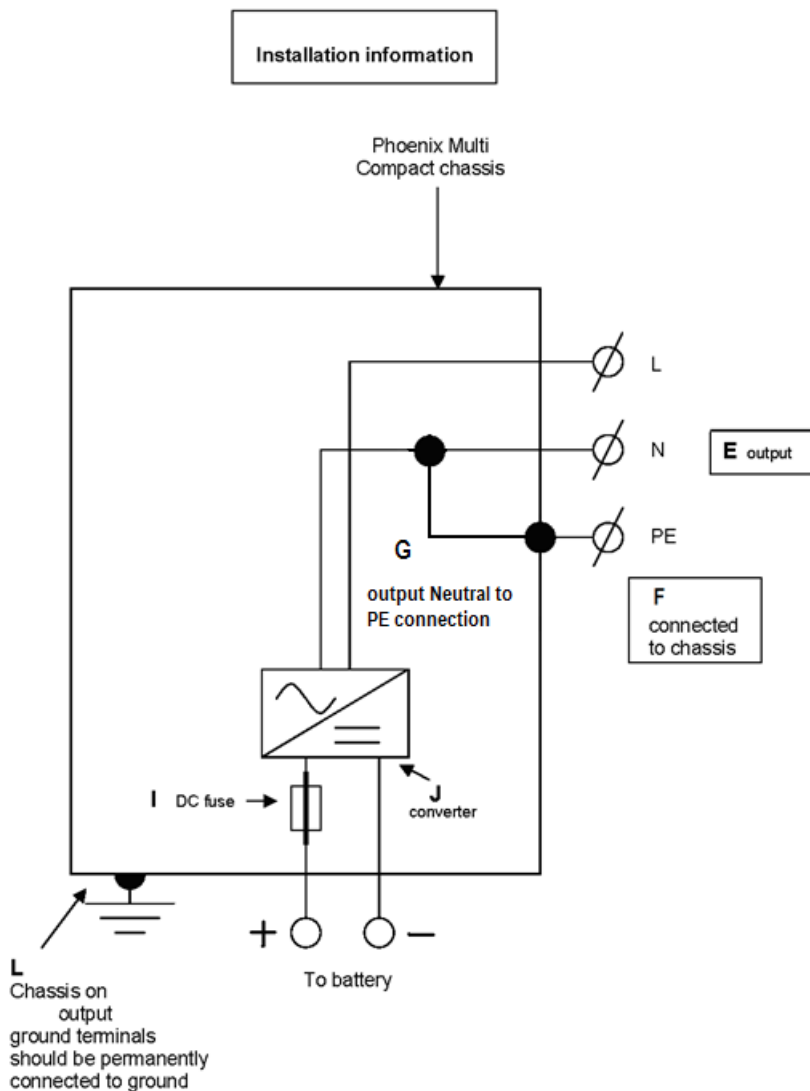 Installation information
Phoenix Multi
Compact chassis
L
N
E output
PE
G
output Neutral to
PE connection
F
connected
to chassis
I DC fuse
J
converter
+
−
To battery
L
Chassis on
output
ground terminals
should be permanently
connected to ground